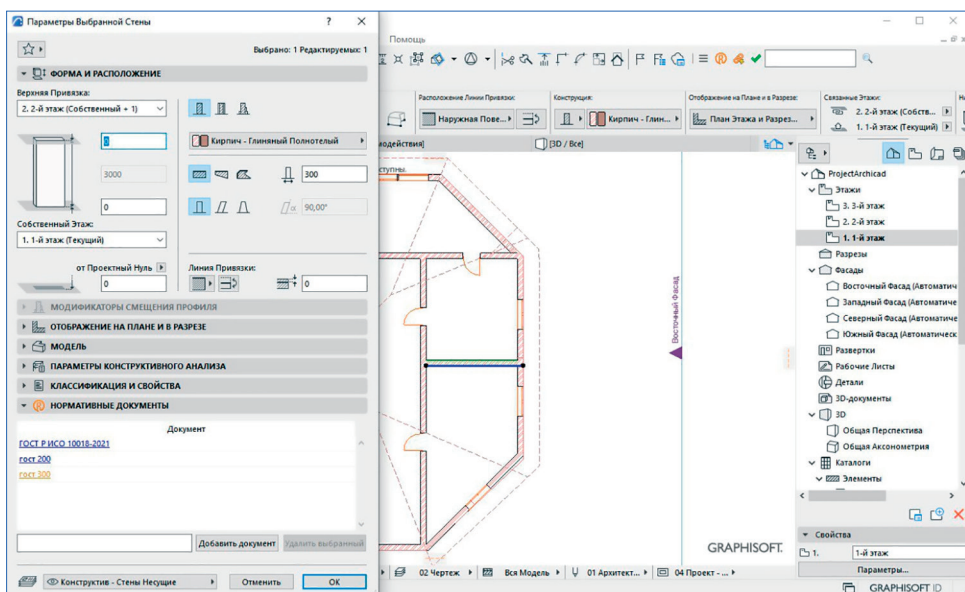 Параметры Выбранной Стены
Выбрано: 1 Редактируемых: 1
ФОРМА И РАСПОЛОЖЕНИЕ
Верхняя Привязка:
2. 2-й этаж (Собственный + 1)
Кирпич - Глиняный Полнотелый
3000
300
0
90,00°
Собственный Этаж:
1. 1-й этаж (Текущий)
от Проектный Нуль
Линия Привязки:
0
0
МОДИФИКАТОРЫ СМЕЩЕНИЯ ПРОФИЛЯ
ОТОБРАЖЕНИЕ НА ПЛАНЕ И В РАЗРЕЗЕ
МОДЕЛЬ
ПАРАМЕТРЫ КОНСТРУКТИВНОГО АНАЛИЗА
КЛАССИФИКАЦИЯ И СВОЙСТВА
НОРМАТИВНЫЕ ДОКУМЕНТЫ
Документ
ГОСТ Р ИСО 10018-2021
гост 200
гост 300
Добавить документ
Удалить выбранный
Конструктив - Стены Несущие
Отменить
ОК
Помощь
Расположение Линии Привязки:
Конструкция:
Отображение на Плане и в Разрезе:
Связанные Этажи:
Наружная Пове...
Кирпич - Глин...
План Этажа и Разрез...
2. 2-й этаж (Собств...
1. 1-й этаж (Текущий)
модействия]
[3D / Все]
ступны.
Восточный Фасад
GRAPHISOFT.
02 Чертеж
Вся Модель
01 Архитект...
04 Проект - ...
ProjectArchicad
Этажи
3. 3-й этаж
2. 2-й этаж
1. 1-й этаж
Разрезы
Фасады
Восточный Фасад (Автоматич
Западный Фасад (Автоматиче
Северный Фасад (Автоматиче
Южный Фасад (Автоматическ
Развертки
Рабочие Листы
Детали
3D-документы
3D
Общая Перспектива
Общая Аксонометрия
Каталоги
Элементы
Свойства
1.
1-й этаж
Параметры...
GRAPHISOFT ID